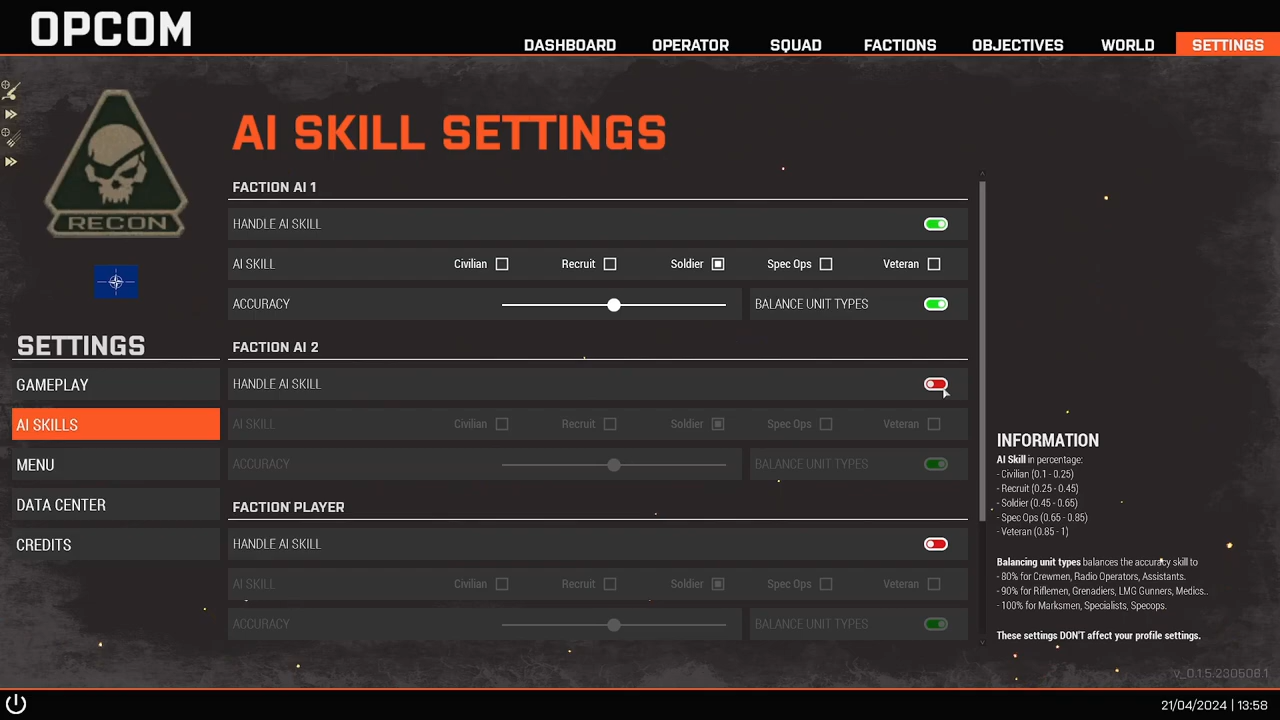 OPCOM
DASHBOARD OPERATOR SQUAD FACTIONS OBJECTIVES WORLD SETTINGS
RECON
SETTINGS
GAMEPLAY
AI SKILLS
MENU
DATA CENTER
CREDITS
AI SKILL SETTINGS
FACTION AI 1
HANDLE AI SKILL
AI SKILL Civilian Recruit Soldier Spec Ops Veteran
ACCURACY BALANCE UNIT TYPES
FACTION AI 2
HANDLE AI SKILL
AI SKILL Civilian Recruit Soldier Spec Ops Veteran
ACCURACY BALANCE UNIT TYPES
FACTION PLAYER
HANDLE AI SKILL
AI SKILL Civilian Recruit Soldier Spec Ops Veteran
ACCURACY BALANCE UNIT TYPES
INFORMATION
AI Skill in percentage:
- Civilian (0.1 - 0.25)
- Recruit (0.25 - 0.45)
- Soldier (0.45 - 0.65)
- Spec Ops (0.65 - 0.85)
- Veteran (0.85 - 1)
Balancing unit types balances the accuracy skill to
- 80% for Crewmen, Radio Operators, Assistants.
- 90% for Riflemen, Grenadiers, LMG Gunners, Medics..
- 100% for Marksmen, Specialists, Specops.
These settings DON'T affect your profile settings.
v_0.1.5.230508.1
21/04/2024 | 13:58